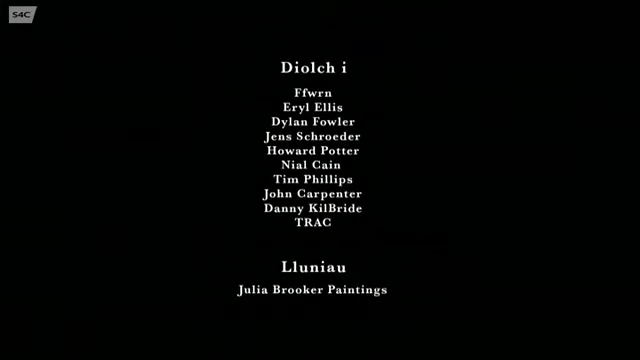 S4C
Diolch i
Ffwrn
Eryl Ellis
Dylan Fowler
Jens Schroeder
Howard Potter
Nial Cain
Tim Phillips
John Carpenter
Danny KilBride
TRAC
Lluniau
Julia Brooker Paintings